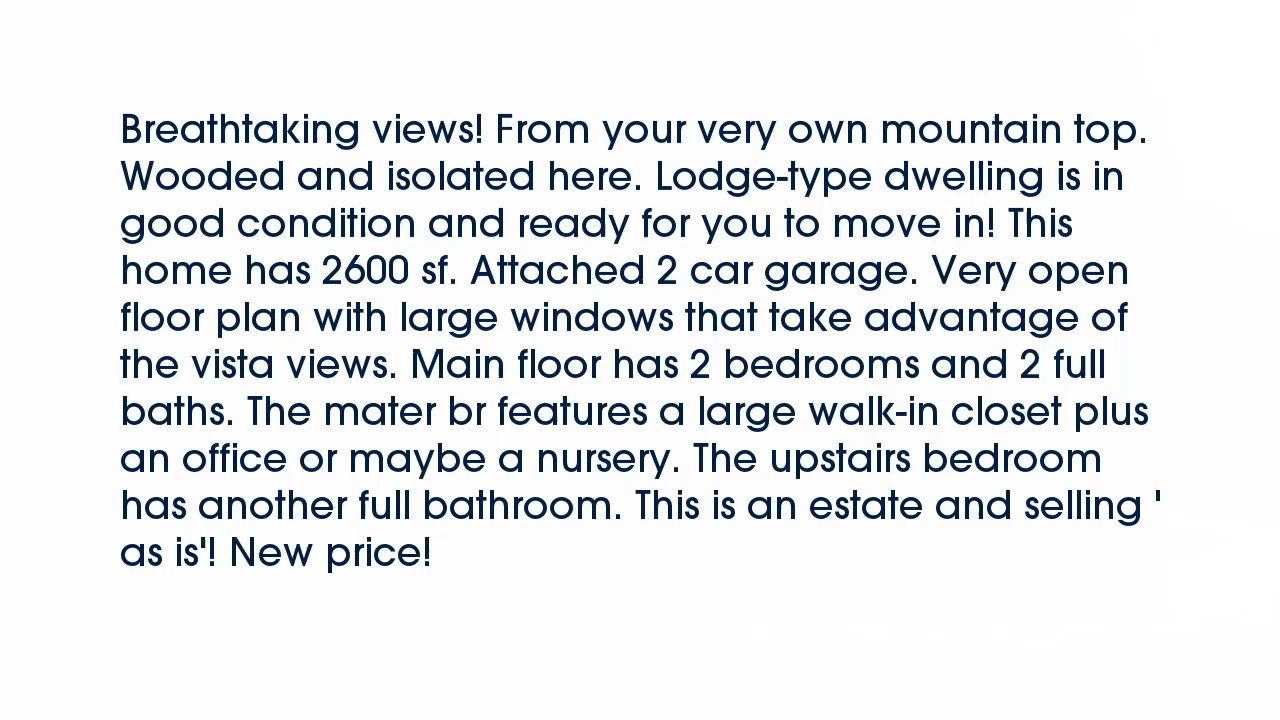 Breathtaking views! From your very own mountain top.
Wooded and isolated here. Lodge-type dwelling is in
good condition and ready for you to move in! This
home has 2600 sf. Attached 2 car garage. Very open
floor plan with large windows that take advantage of
the vista views. Main floor has 2 bedrooms and 2 full
baths. The mater br features a large walk-in closet plus
an office or maybe a nursery. The upstairs bedroom
has another full bathroom. This is an estate and selling '
as is'! New price!